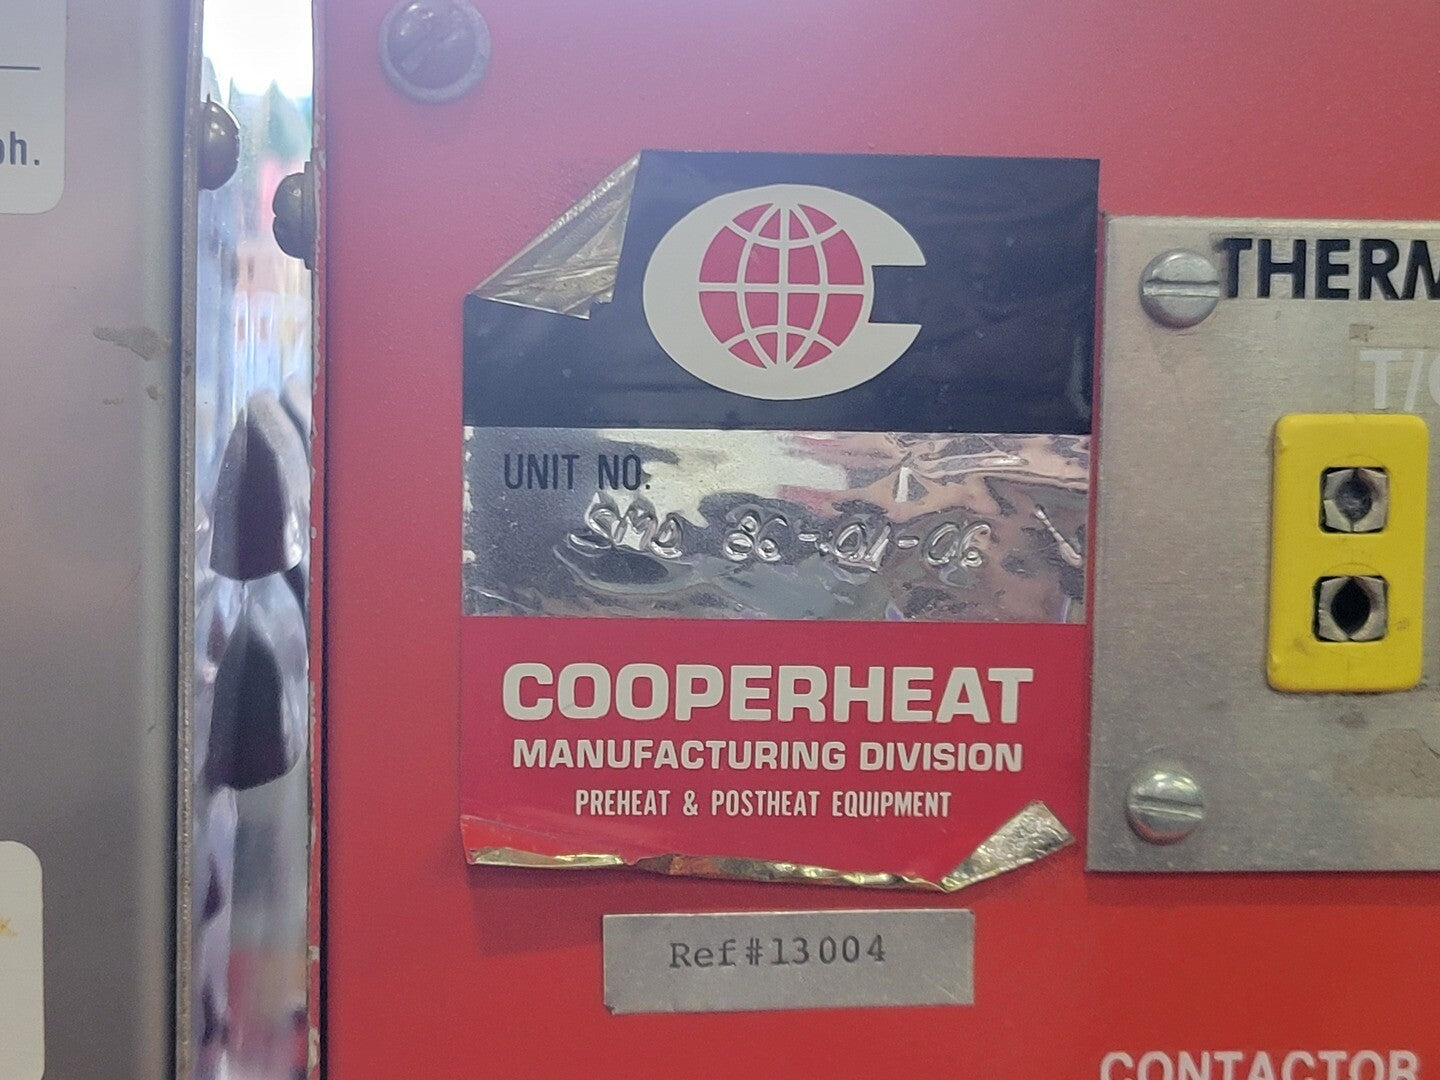 ph.
THERM
T/C
UNIT NO.
COOPERHEAT
MANUFACTURING DIVISION
PREHEAT & POSTHEAT EQUIPMENT
Ref#13004
CONTACTOR